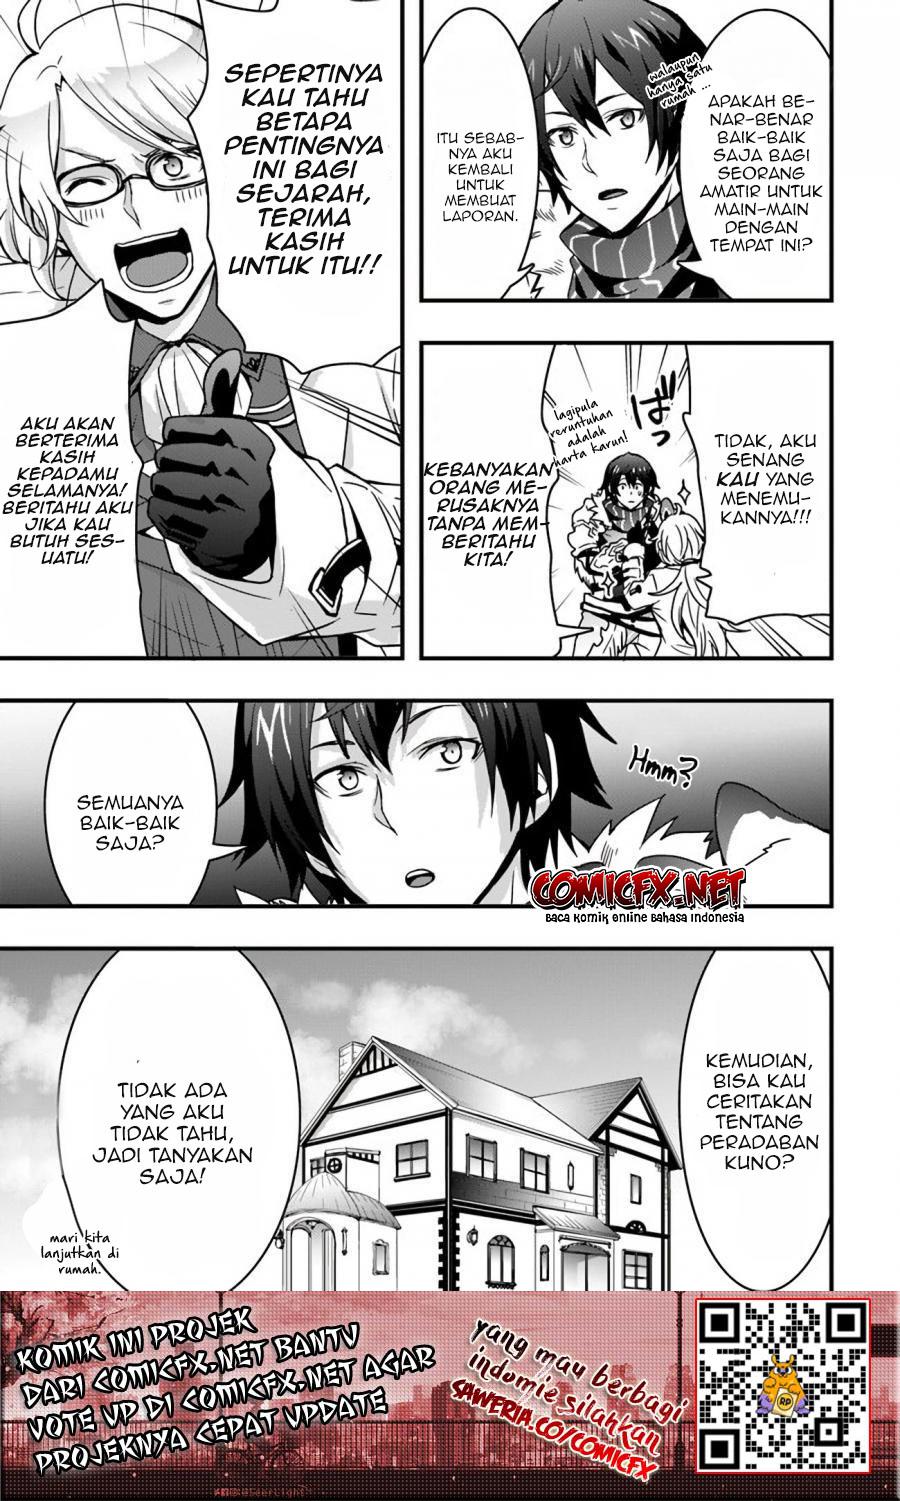 APAKAH BE-
NAR-BENAR
BAIK-BAIK
SAJA BAGI
SEORANG
AMATIR UNTUK
MAIN-MAIN
DENGAN
TEMPAT INI?
walaupun
hanya satu
rumah ...
ITU SEBAB-
NYA AKU
KEMBALI
UNTUK
MEMBUAT
LAPORAN.
TIDAK, AKU
SENANG
KAU YANG
MENEMU-
KANNYA!!!
ばっ
lagipula
reruntuhan
adalah
harta karun!
KEBANYAKAN
ORANG ME-
RUSAKNYA
TANPA MEM-
BERITAHU
KITA!
SEPERTINYA
KAU TAHU
BETAPA
PENTINGNYA
INI BAGI
SEJARAH,
TERIMA
KASIH
UNTUK ITU!!
AKU AKAN
BERTERIMA
KASIH
KEPADAMU
SELAMANYA!
BERITAHU AKU
JIKA KAU
BUTUH SES-
UATU!
Hmm?
SEMUANYA
BAIK-BAIK
SAJA?
COMICFX.NET
BACA KOMIK ONLINE BAHASA INDONESIA
KEMUDIAN,
BISA KAU
CERITAKAN
TENTANG
PERADABAN
KUNO?
TIDAK ADA
YANG AKU
TIDAK TAHU,
JADI TANYAKAN
SAJA!
mari kita
lanjutkan di
rumah.
KOMIK INI PROJEK
DARI COMICFX.NET BANTU
VOTE UP DI COMICFX.NET AGAR
PROJEKNYA CEPAT UPDATE
yang mau berbagi
indomie silahkan
SAWERIA.CO/COMICFX
RP
@SeerLight